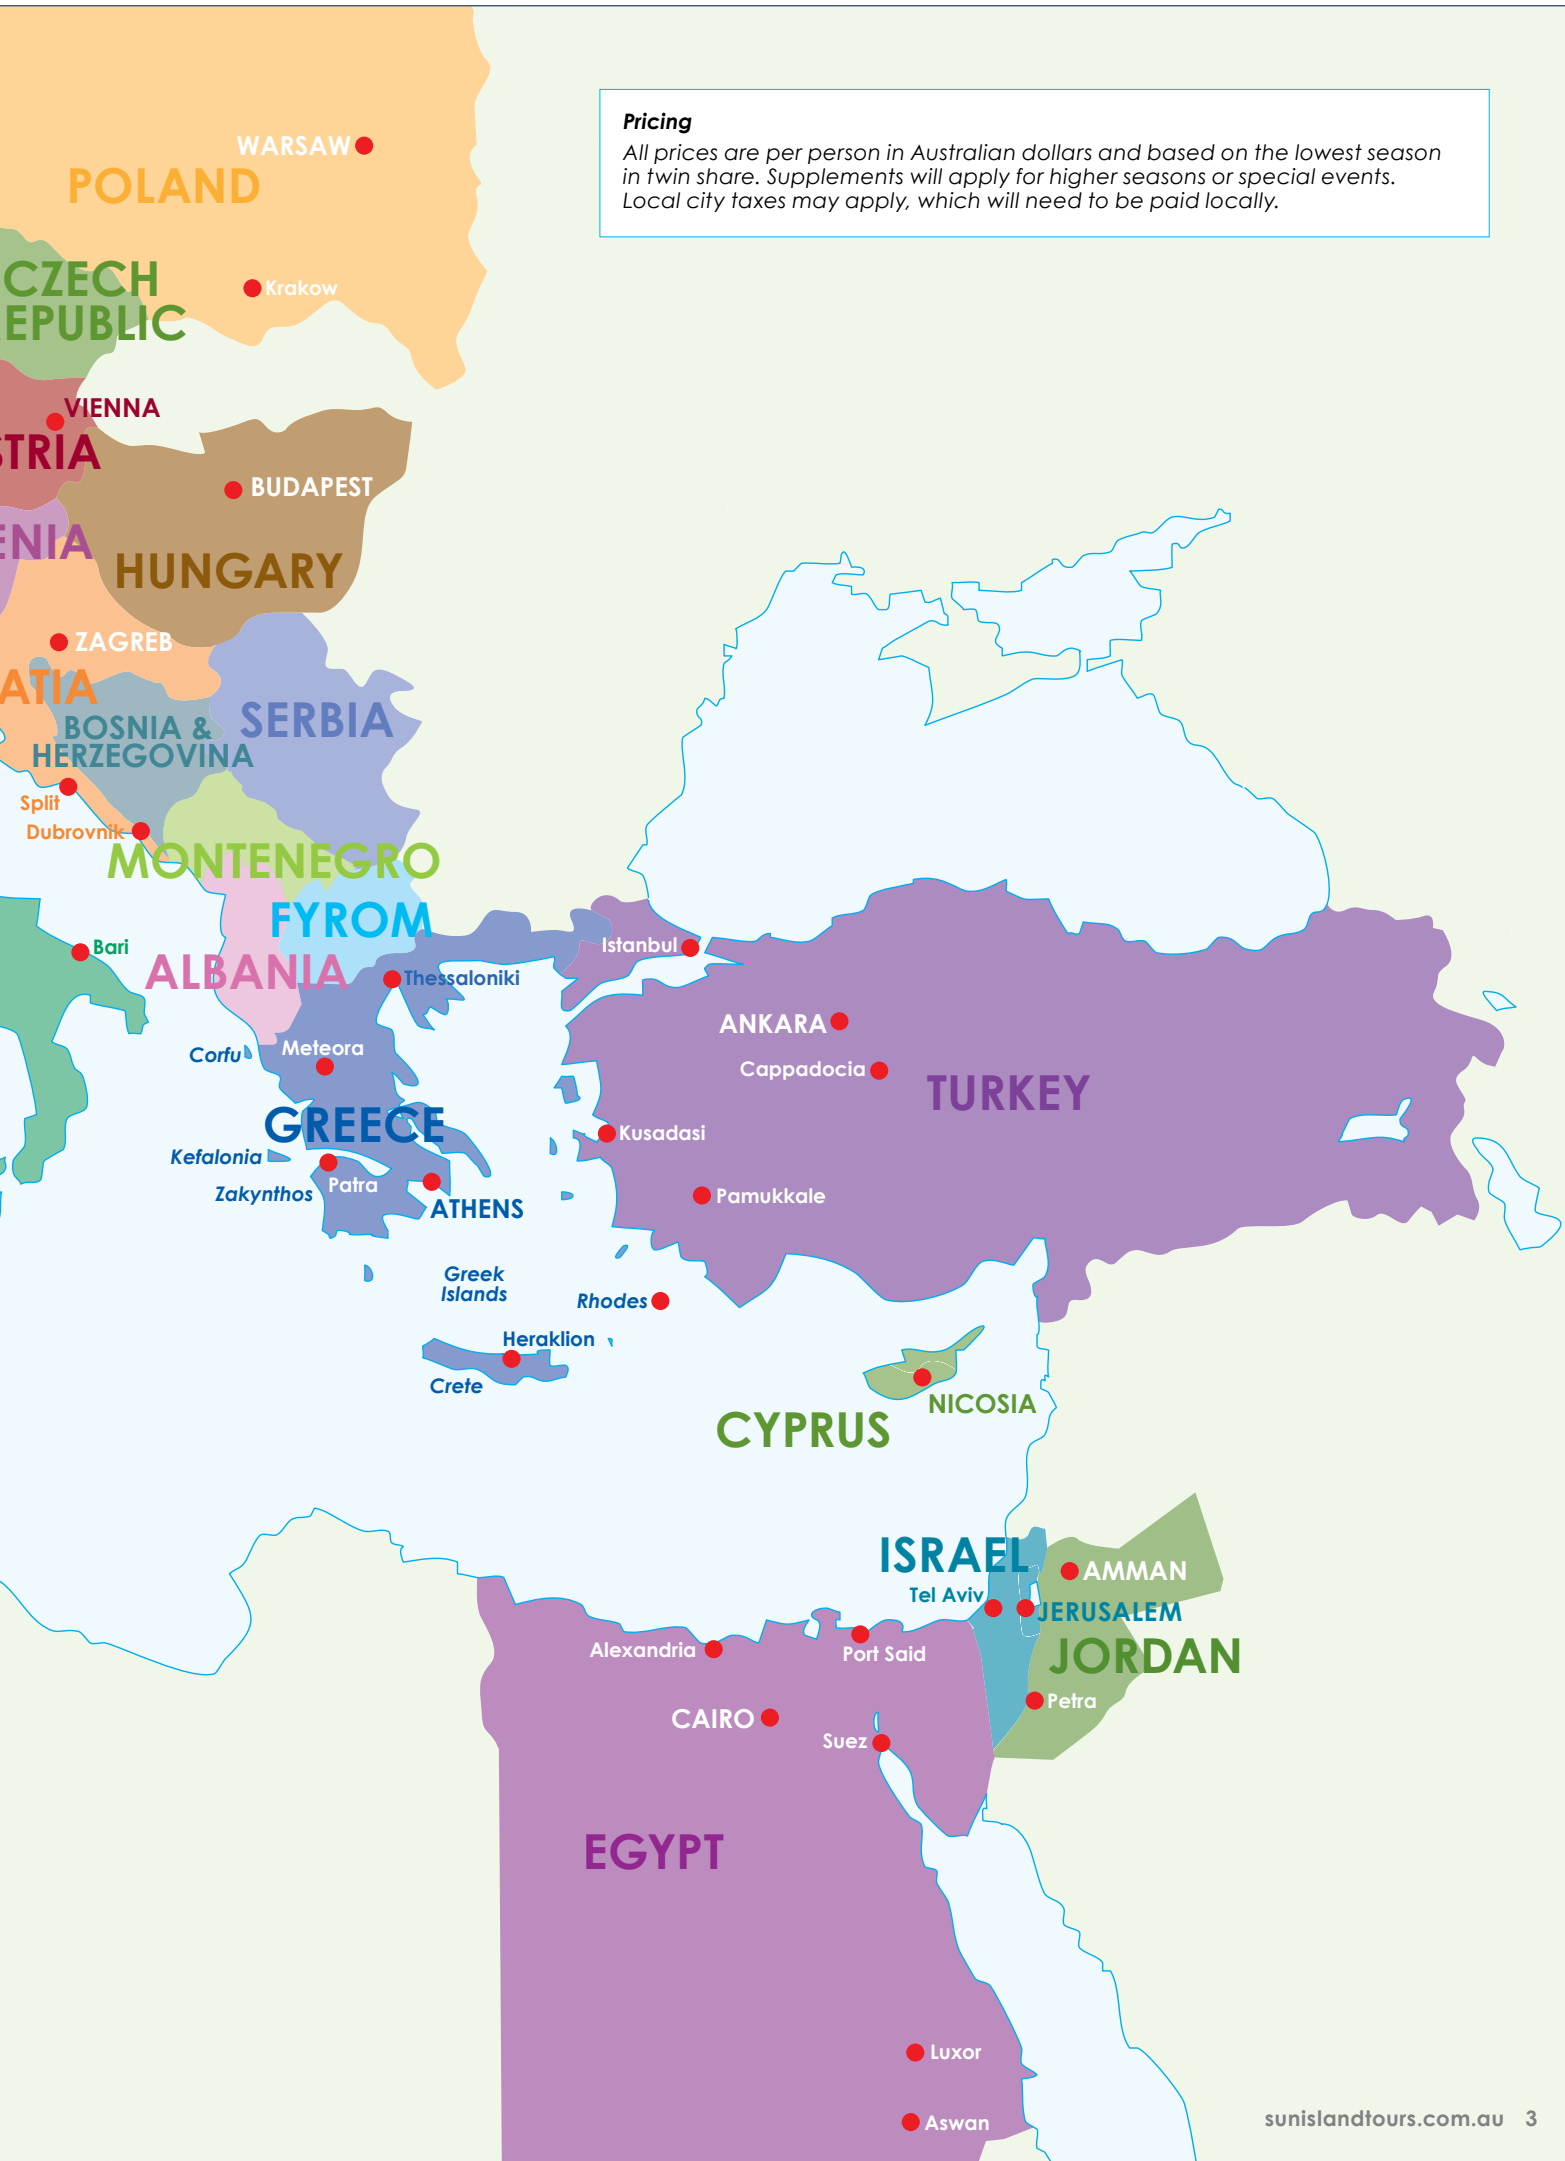 Pricing
All prices are per person in Australian dollars and based on the lowest season
in twin share. Supplements will apply for higher seasons or special events.
Local city taxes may apply, which will need to be paid locally.
WARSAW
POLAND
CZECH
EPUBLIC
Krakow
VIENNA
STRIA
BUDAPEST
ENIA
HUNGARY
ZAGREB
ATIA
BOSNIA &
HERZEGOVINA
SERBIA
Split
Dubrovnik
MONTENEGRO
FYROM
Bari
ALBANIA
Thessaloniki
Istanbul
ANKARA
Corfu
Meteora
Cappadocia
TURKEY
GREECE
Kusadasi
Kefalonia
Patra
Zakynthos
ATHENS
Pamukkale
Greek
Islands
Rhodes
Heraklion
Crete
NICOSIA
CYPRUS
ISRAEL
AMMAN
Tel Aviv
JERUSALEM
Alexandria
Port Said
JORDAN
Petra
CAIRO
Suez
EGYPT
Luxor
Aswan
sunislandtours.com.au 3